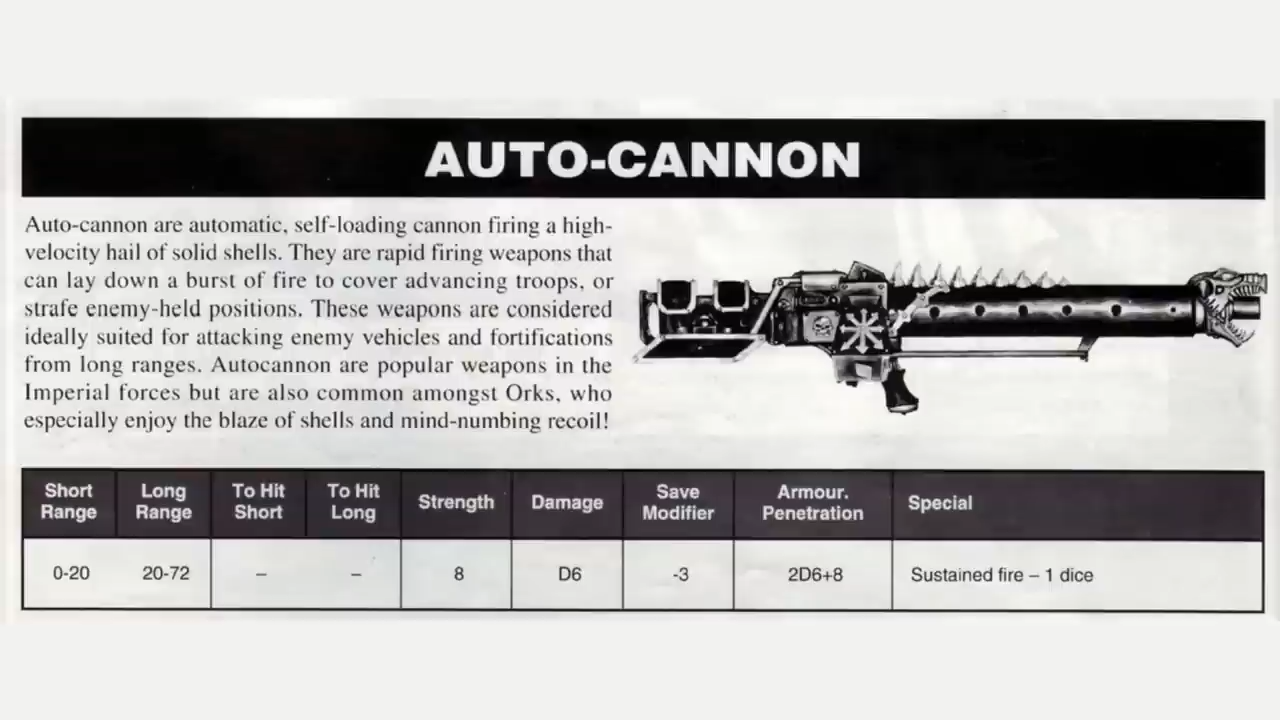 AUTO-CANNON
Auto-cannon are automatic, self-loading cannon firing a high-
velocity hail of solid shells. They are rapid firing weapons that
can lay down a burst of fire to cover advancing troops, or
strafe enemy-held positions. These weapons are considered
ideally suited for attacking enemy vehicles and fortifications
from long ranges. Autocannon are popular weapons in the
Imperial forces but are also common amongst Orks, who
especially enjoy the blaze of shells and mind-numbing recoil!
Short Range Long Range To Hit Short To Hit Long Strength Damage Save Modifier Armour. Penetration Special
0-20 20-72 – – 8 D6 -3 2D6+8 Sustained fire – 1 dice